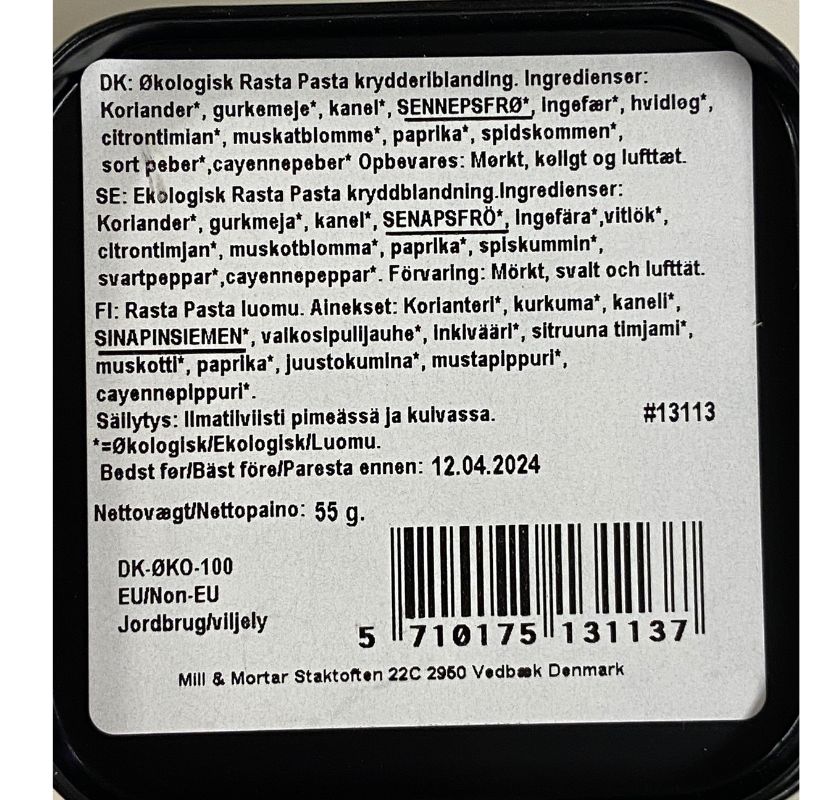 DK: Økologisk Rasta Pasta krydderiblanding. Ingredienser:
Koriander*, gurkemeje*, kanel*, SENNEPSFRØ*, Ingefær*, hvidløg*,
citrontimian*, muskatblomme*, paprika*, spidskommen*,
sort peber*,cayennepeber* Opbevares: Mørkt, køligt og lufttæt.
SE: Ekologisk Rasta Pasta kryddblandning.Ingredienser:
Koriander*, gurkmeja*, kanel*, SENAPSFRÖ*, Ingefära*,vitlök*,
citrontimjan*, muskotblomma*, paprika*, spiskummin*,
svartpeppar*,cayennepeppar*. Förvaring: Mörkt, svalt och lufttät.
FI: Rasta Pasta luomu. Ainekset: Korianteri*, kurkuma*, kaneli*,
SINAPINSIEMEN*, valkosipulijauhe*, inkivääri*, sitruuna timjami*,
muskotti*, paprika*, juustokumina*, mustapippuri*,
cayennepippuri*.
Säilytys: Ilmatiiviisti pimeässä ja kuivassa. #13113
*=Økologisk/Ekologisk/Luomu.
Bedst før/Bäst före/Parasta ennen: 12.04.2024
Nettovægt/Nettopaino: 55 g.
DK-ØKO-100
EU/Non-EU
Jordbrug/viljely
5 710175 131137
Mill & Mortar Staktoften 22C 2950 Vedbæk Denmark